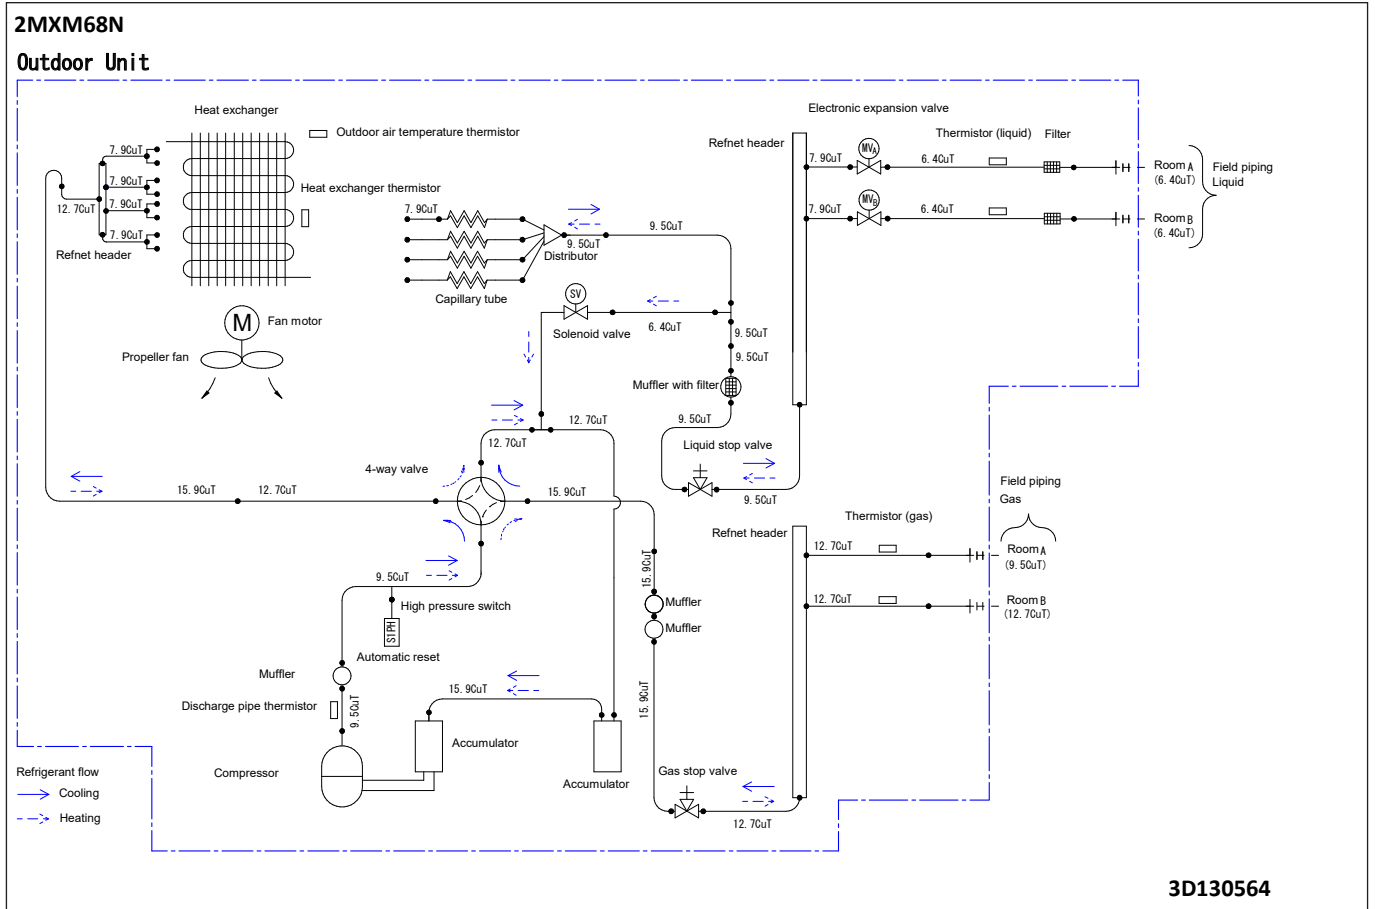 2MXM68N
Outdoor Unit
Heat exchanger
Outdoor air temperature thermistor
Heat exchanger thermistor
7.9CuT
7.9CuT
7.9CuT
7.9CuT
12.7CuT
Refnet header
M
Fan motor
Propeller fan
7.9CuT
Capillary tube
9.5CuT
Distributor
9.5CuT
SV
Solenoid valve
6.4CuT
9.5CuT
9.5CuT
Muffler with filter
9.5CuT
Liquid stop valve
9.5CuT
Electronic expansion valve
Refnet header
7.9CuT
MVA
6.4CuT
Thermistor (liquid)
Filter
Room A
(6.4CuT)
7.9CuT
MVB
6.4CuT
Room B
(6.4CuT)
Field piping
Liquid
12.7CuT
12.7CuT
4-way valve
15.9CuT
12.7CuT
15.9CuT
9.5CuT
High pressure switch
S1PH
Automatic reset
Muffler
Discharge pipe thermistor
9.5CuT
Compressor
15.9CuT
Accumulator
Accumulator
15.9CuT
Muffler
Muffler
15.9CuT
Gas stop valve
12.7CuT
Refnet header
Thermistor (gas)
Field piping
Gas
12.7CuT
Room A
(9.5CuT)
12.7CuT
Room B
(12.7CuT)
Refrigerant flow
Cooling
Heating
3D130564